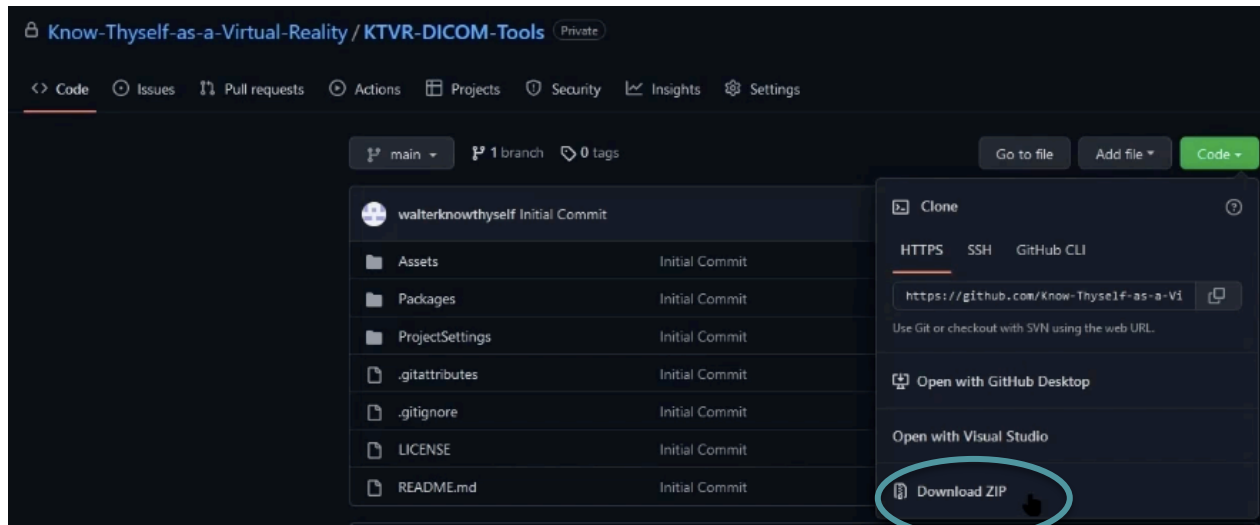 Know-Thyself-as-a-Virtual-Reality / KTVR-DICOM-Tools Private
Code Issues Pull requests Actions Projects Security Insights Settings
main 1 branch 0 tags Go to file Add file Code
walterknowthyself Initial Commit
Assets Initial Commit
Packages Initial Commit
ProjectSettings Initial Commit
.gitattributes Initial Commit
.gitignore Initial Commit
LICENSE Initial Commit
README.md Initial Commit
Clone
HTTPS SSH GitHub CLI
https://github.com/Know-Thyself-as-a-Vi
Use Git or checkout with SVN using the web URL.
Open with GitHub Desktop
Open with Visual Studio
Download ZIP